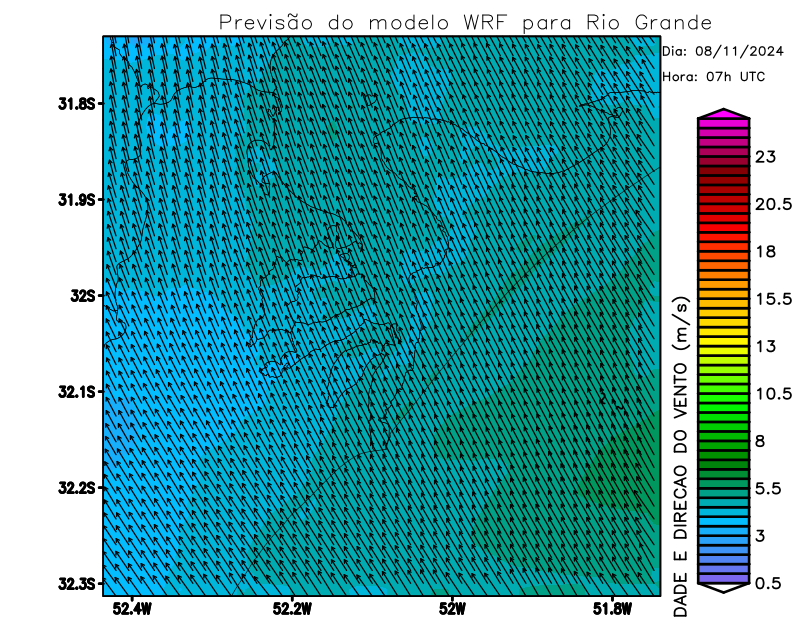 Previsão do modelo WRF para Rio Grande
Dia: 08/11/2024
Hora: 07h UTC
31.8S
31.9S
32S
32.1S
32.2S
32.3S
52.4W
52.2W
52W
51.8W
23
20.5
18
15.5
13
10.5
8
5.5
3
0.5
DADE E DIRECAO DO VENTO (m/s)